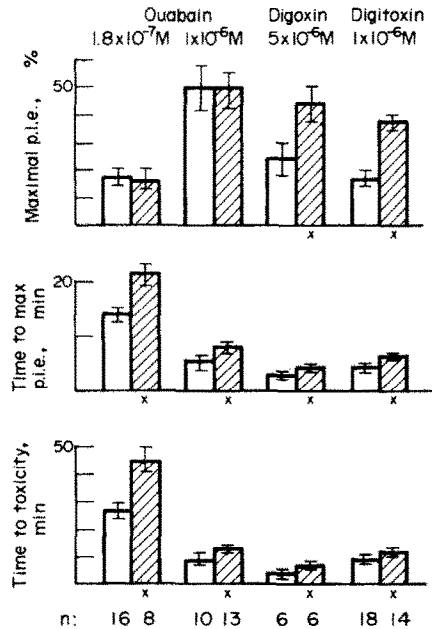 Ouabain Digoxin Digitoxin
1.8x10⁻⁷M 1x10⁻⁶M 5x10⁻⁶M 1x10⁻⁶M
Maximal p.i.e., %
50
x x
Time to max p.i.e., min
20
x x x x
Time to toxicity, min
50
x x x x
n: 16 8 10 13 6 6 18 14